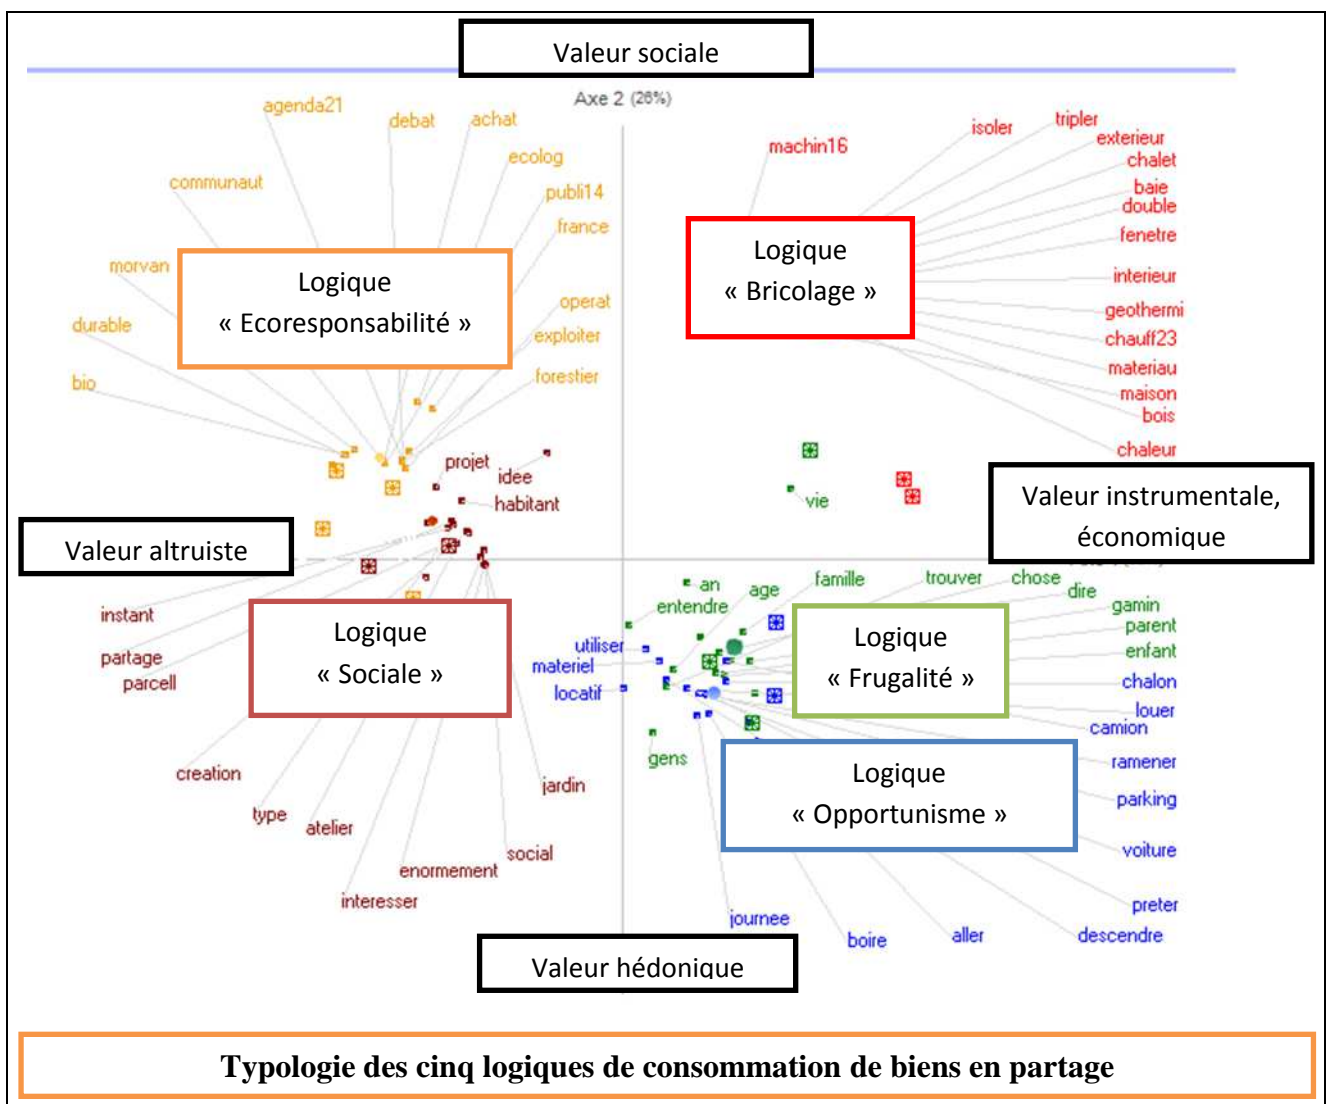 Valeur sociale
Axe 2 (26%)
agenda21
debat
achat
ecolog
communaut
publi14
france
morvan
Logique
« Ecoresponsabilité »
operat
durable
exploiter
bio
forestier
machin16
isoler
tripler
exterieur
chalet
baie
double
fenetre
Logique
« Bricolage »
interieur
geothermi
chauff23
materiau
maison
bois
chaleur
projet
idee
habitant
vie
Valeur instrumentale,
économique
Valeur altruiste
instant
partage
parcell
Logique
« Sociale »
creation
type
atelier
jardin
social
enormement
interesser
an
entendre
age
famille
trouver
chose
dire
gamin
parent
enfant
utiliser
materiel
locatif
Logique
« Frugalité »
chalon
louer
camion
gens
ramener
Logique
« Opportunisme »
parking
voiture
preter
journee
boire
aller
descendre
Valeur hédonique
Typologie des cinq logiques de consommation de biens en partage